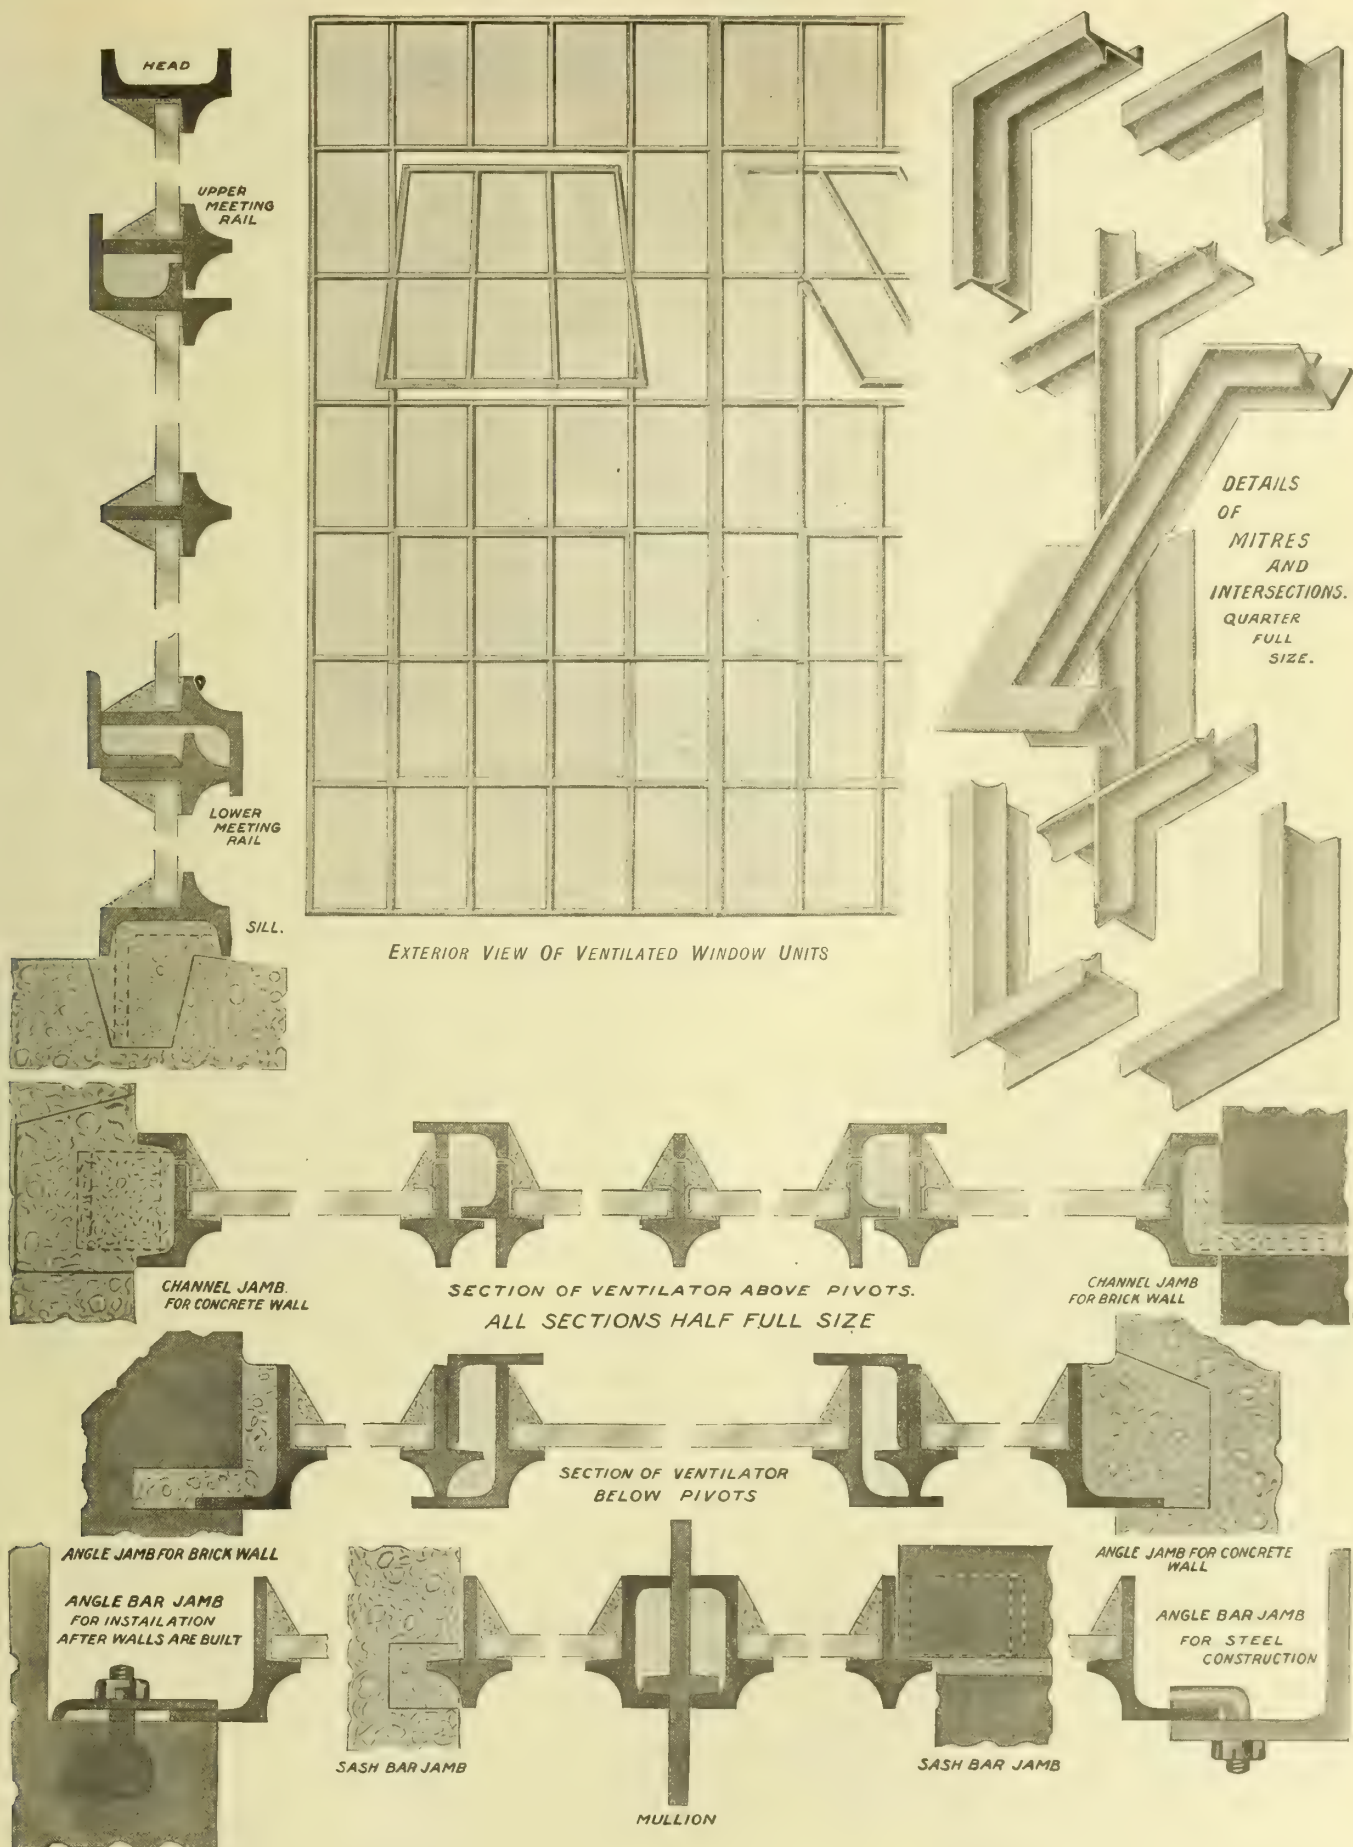 HEAD
UPPER
MEETING
RAIL
LOWER
MEETING
RAIL
SILL.
EXTERIOR VIEW OF VENTILATED WINDOW UNITS
DETAILS
OF
MITRES
AND
INTERSECTIONS.
QUARTER
FULL
SIZE.
CHANNEL JAMB.
FOR CONCRETE WALL
SECTION OF VENTILATOR ABOVE PIVOTS.
ALL SECTIONS HALF FULL SIZE
CHANNEL JAMB
FOR BRICK WALL
ANGLE JAMB FOR BRICK WALL
SECTION OF VENTILATOR
BELOW PIVOTS
ANGLE JAMB FOR CONCRETE
WALL
ANGLE BAR JAMB
FOR INSTAILATION
AFTER WALLS ARE BUILT
SASH BAR JAMB
MULLION
SASH BAR JAMB
ANGLE BAR JAMB
FOR STEEL
CONSTRUCTION